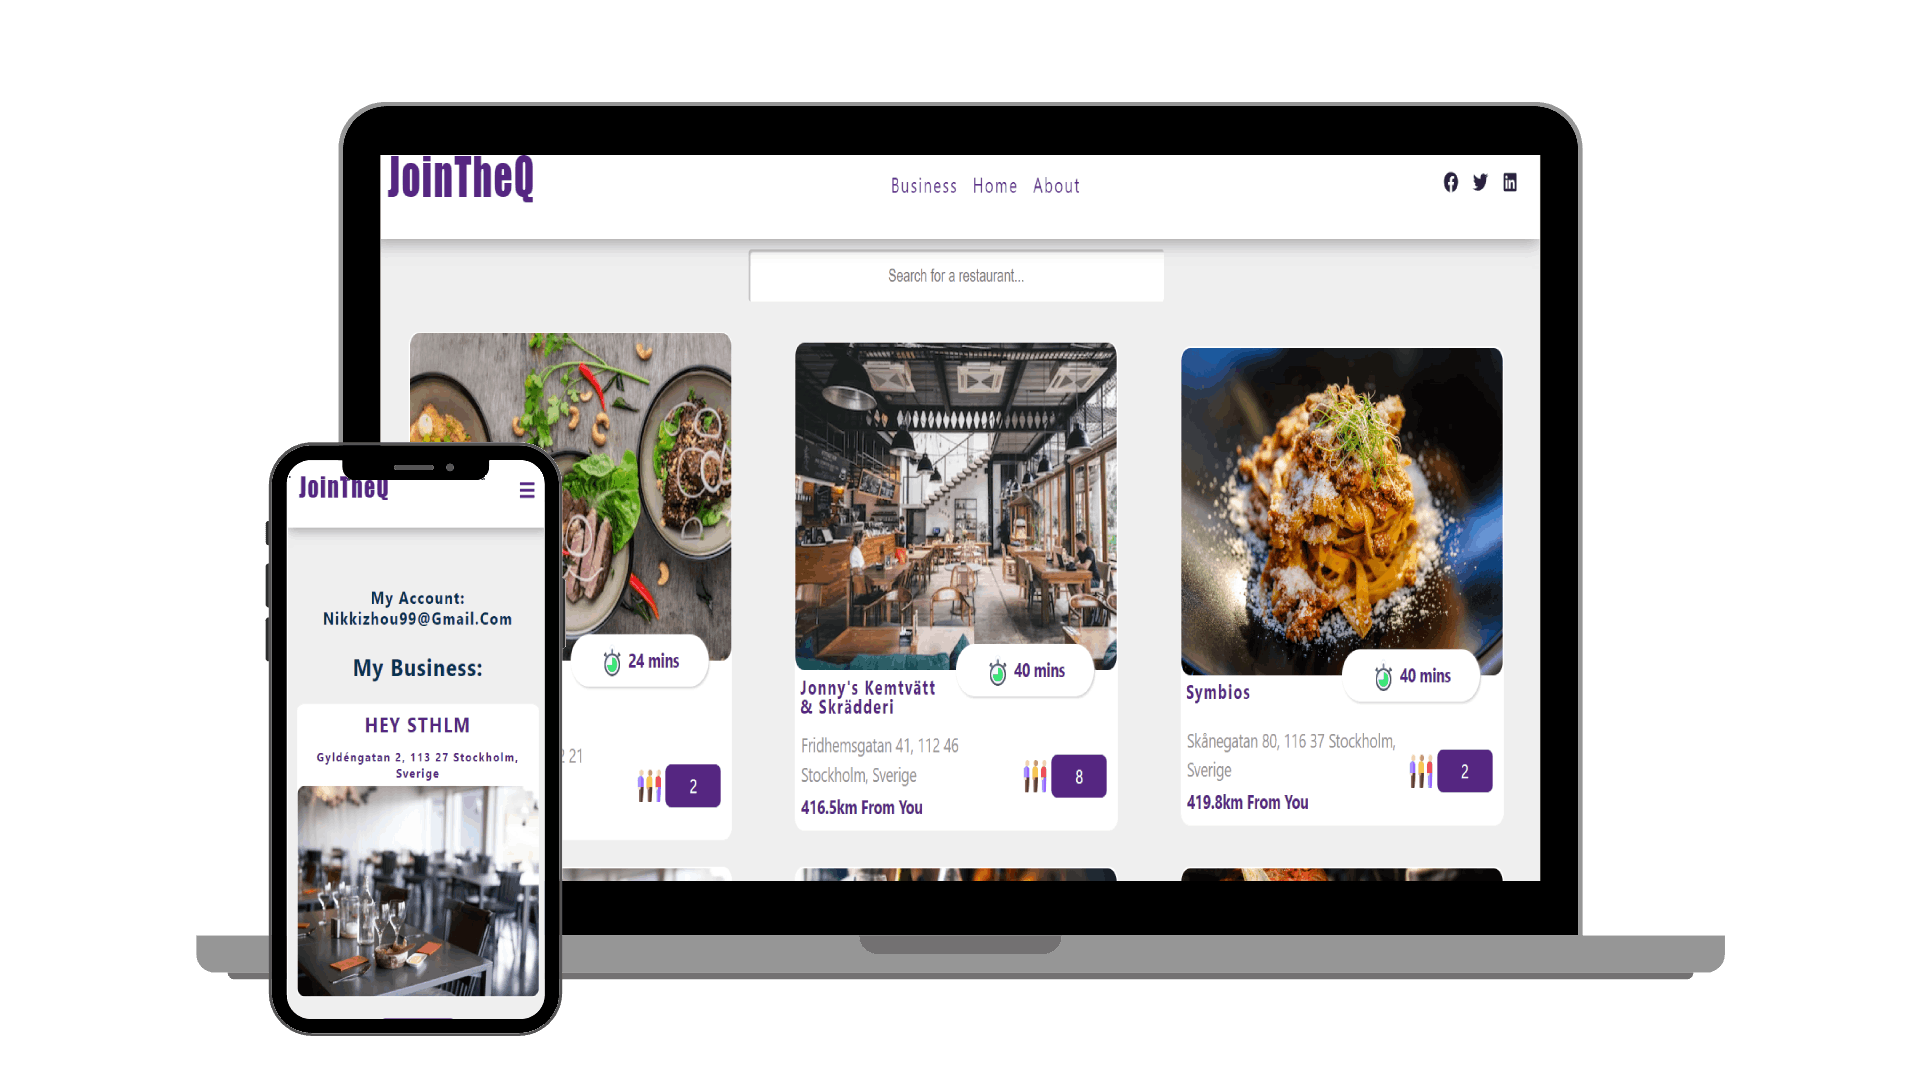 JoinTheQ
Business Home About
Search for a restaurant...
24 mins
2 21
2
40 mins
Jonny's Kemtvätt
& Skrädderi
Fridhemsgatan 41, 112 46
Stockholm, Sverige
416.5km From You
8
40 mins
Symbios
Skånegatan 80, 116 37 Stockholm,
Sverige
419.8km From You
2
JoinTheQ
My Account:
Nikkizhou99@Gmail.Com
My Business:
HEY STHLM
Gyldéngatan 2, 113 27 Stockholm,
Sverige